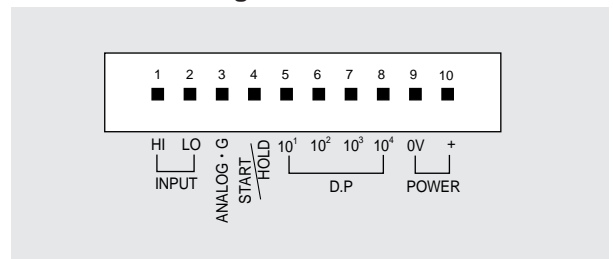 1 2 3 4 5 6 7 8 9 10
HI LO ANALOG・G START/HOLD 10¹ 10² 10³ 10⁴ 0V +
INPUT D.P POWER